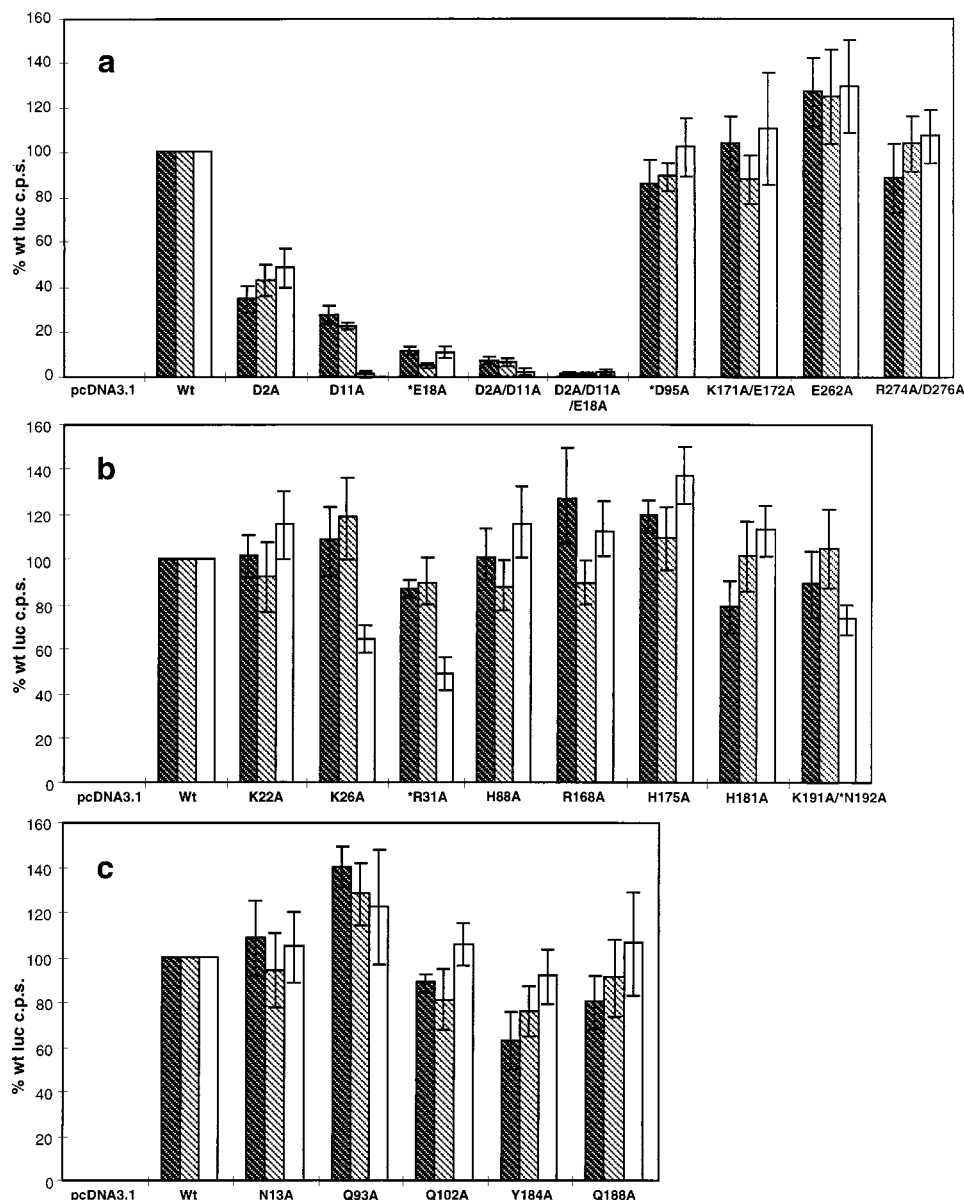 160
a
140
120
100
80
60
40
20
0
% wt luc c.p.s.
pcDNA3.1 Wt D2A D11A *E18A D2A/D11A D2A/D11A *D95A K171A/E172A E262A R274A/D276A
/E18A
160
b
140
120
100
80
60
40
20
0
% wt luc c.p.s.
pcDNA3.1 Wt K22A K26A *R31A H88A R168A H175A H181A K191A/*N192A
160
c
140
120
100
80
60
40
20
0
% wt luc c.p.s.
pcDNA3.1 Wt N13A Q93A Q102A Y184A Q188A